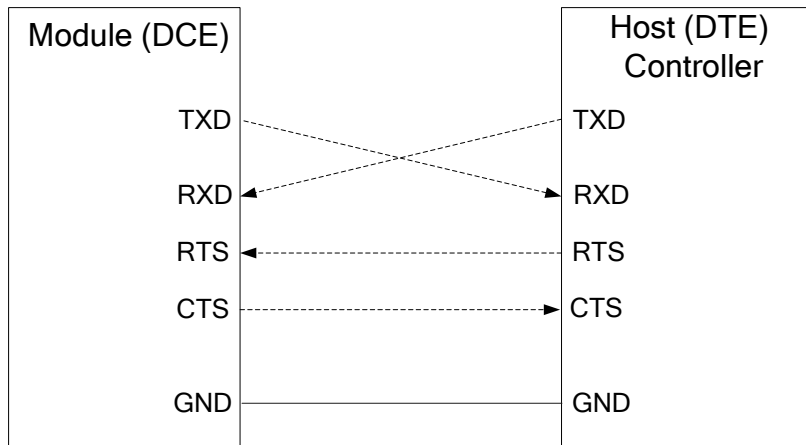 Module (DCE)
Host (DTE)
Controller
TXD
TXD
RXD
RXD
RTS
RTS
CTS
CTS
GND
GND